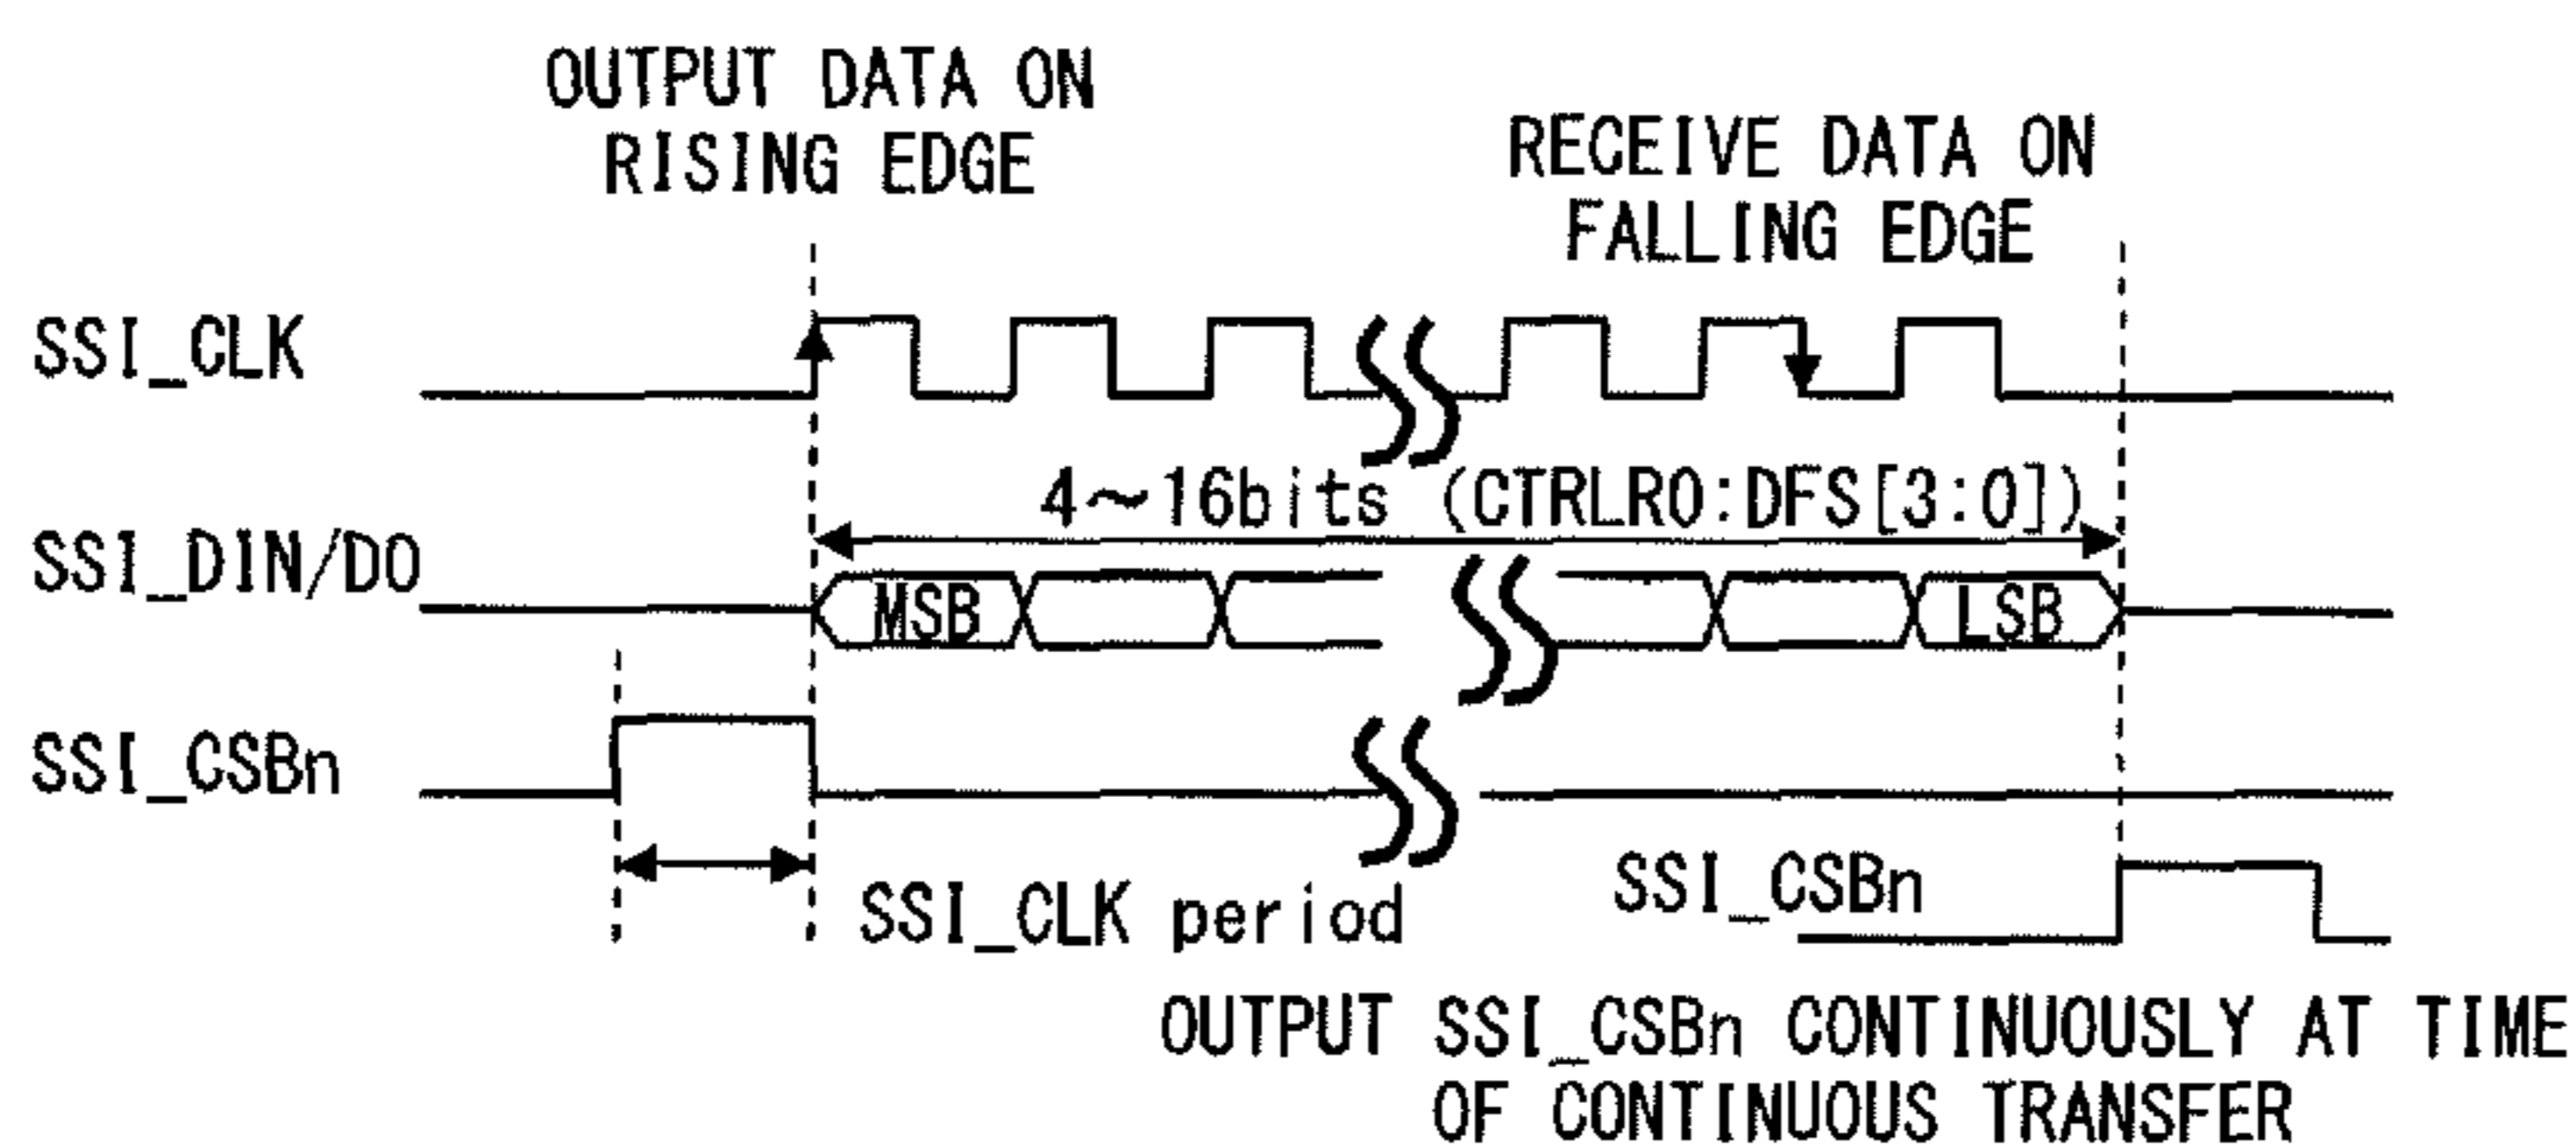 OUTPUT DATA ON
RISING EDGE
RECEIVE DATA ON
FALLING EDGE
SSI_CLK
4～16bits (CTRLR0:DFS[3:0])
SSI_DIN/DO
MSB
LSB
SSI_CSBn
SSI_CLK period
SSI_CSBn
OUTPUT SSI_CSBn CONTINUOUSLY AT TIME
OF CONTINUOUS TRANSFER